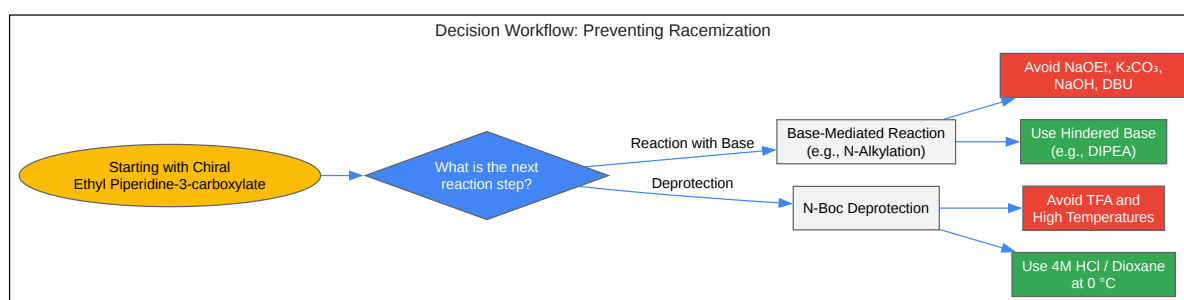 Decision Workflow: Preventing Racemization
Starting with Chiral
Ethyl Piperidine-3-carboxylate
What is the next
reaction step?
Reaction with Base
Deprotection
Base-Mediated Reaction
(e.g., N-Alkylation)
N-Boc Deprotection
Avoid NaOEt, K₂CO₃,
NaOH, DBU
Use Hindered Base
(e.g., DIPEA)
Avoid TFA and
High Temperatures
Use 4M HCl / Dioxane
at 0 °C